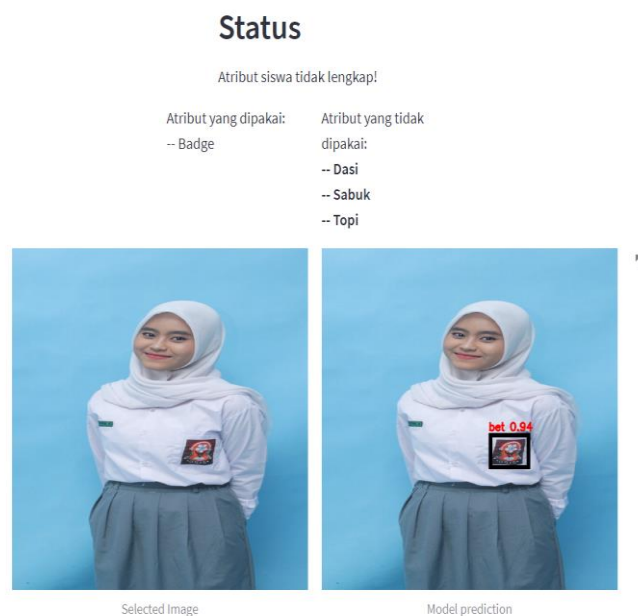 Status
Atribut siswa tidak lengkap!
Atribut yang dipakai:
-- Badge
Atribut yang tidak
dipakai:
-- Dasi
-- Sabuk
-- Topi
bet 0.94
Selected Image
Model prediction